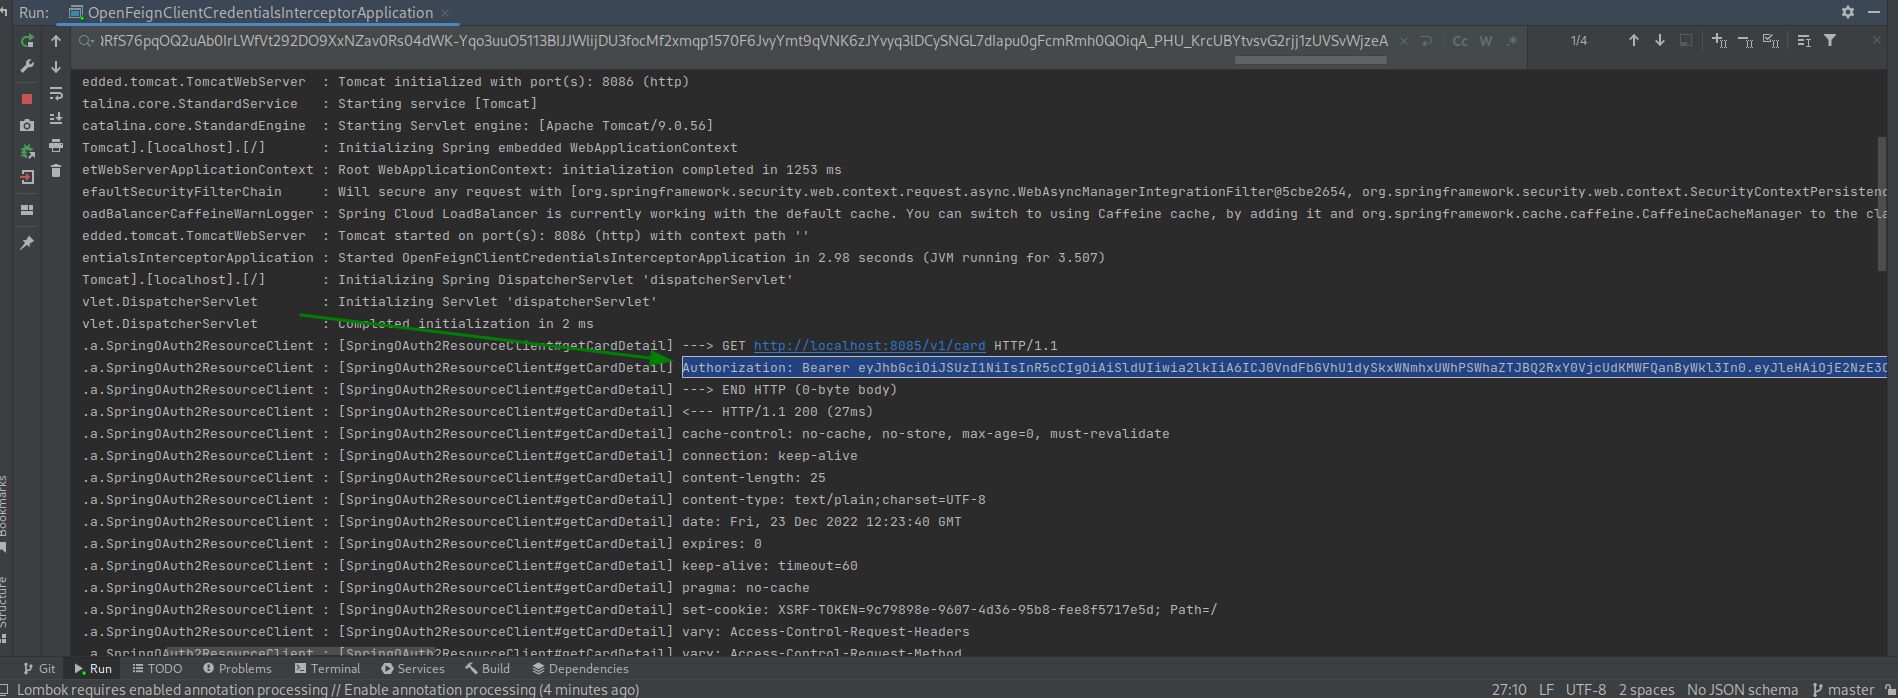 Run: OpenFeignClientCredentialsInterceptorApplication
RfS76pqOQ2uAb0IrLWfVt292DO9XxNZav0Rs04dWK-Yqo3uuO5113BIJJWlijDU3focMf2xmqp1570F6JvyYmt9qVNK6zJYvyq3lDCySNGL7dIapu0gFcmRmh0QOiqA_PHU_KrcUBYtvsvG2rjj1zUVSvWjzeA Cc W .* 1/4
edded.tomcat.TomcatWebServer : Tomcat initialized with port(s): 8086 (http)
talina.core.StandardService : Starting service [Tomcat]
catalina.core.StandardEngine : Starting Servlet engine: [Apache Tomcat/9.0.56]
Tomcat].[localhost].[/] : Initializing Spring embedded WebApplicationContext
etWebServerApplicationContext : Root WebApplicationContext: initialization completed in 1253 ms
efaultSecurityFilterChain : Will secure any request with [org.springframework.security.web.context.request.async.WebAsyncManagerIntegrationFilter@5cbe2654, org.springframework.security.web.context.SecurityContextPersistenc
oadBalancerCaffeineWarnLogger : Spring Cloud LoadBalancer is currently working with the default cache. You can switch to using Caffeine cache, by adding it and org.springframework.cache.caffeine.CaffeineCacheManager to the cla
edded.tomcat.TomcatWebServer : Tomcat started on port(s): 8086 (http) with context path ''
entialsInterceptorApplication : Started OpenFeignClientCredentialsInterceptorApplication in 2.98 seconds (JVM running for 3.507)
Tomcat].[localhost].[/] : Initializing Spring DispatcherServlet 'dispatcherServlet'
vlet.DispatcherServlet : Initializing Servlet 'dispatcherServlet'
vlet.DispatcherServlet : Completed initialization in 2 ms
.a.SpringOAuth2ResourceClient : [SpringOAuth2ResourceClient#getCardDetail] ---> GET http://localhost:8085/v1/card HTTP/1.1
.a.SpringOAuth2ResourceClient : [SpringOAuth2ResourceClient#getCardDetail] Authorization: Bearer eyJhbGciOiJSUzI1NiIsInR5cCIgOiAiSldUIiwia2lkIiA6ICJ0VndFbGVhU1dySkxWNmhxUWhPSWhaZTJBQ2RxY0VjcUdKMWFQanByWkl3In0.eyJleHAiOjE2NzE3O
.a.SpringOAuth2ResourceClient : [SpringOAuth2ResourceClient#getCardDetail] ---> END HTTP (0-byte body)
.a.SpringOAuth2ResourceClient : [SpringOAuth2ResourceClient#getCardDetail] <--- HTTP/1.1 200 (27ms)
.a.SpringOAuth2ResourceClient : [SpringOAuth2ResourceClient#getCardDetail] cache-control: no-cache, no-store, max-age=0, must-revalidate
.a.SpringOAuth2ResourceClient : [SpringOAuth2ResourceClient#getCardDetail] connection: keep-alive
.a.SpringOAuth2ResourceClient : [SpringOAuth2ResourceClient#getCardDetail] content-length: 25
.a.SpringOAuth2ResourceClient : [SpringOAuth2ResourceClient#getCardDetail] content-type: text/plain;charset=UTF-8
.a.SpringOAuth2ResourceClient : [SpringOAuth2ResourceClient#getCardDetail] date: Fri, 23 Dec 2022 12:23:40 GMT
.a.SpringOAuth2ResourceClient : [SpringOAuth2ResourceClient#getCardDetail] expires: 0
.a.SpringOAuth2ResourceClient : [SpringOAuth2ResourceClient#getCardDetail] keep-alive: timeout=60
.a.SpringOAuth2ResourceClient : [SpringOAuth2ResourceClient#getCardDetail] pragma: no-cache
.a.SpringOAuth2ResourceClient : [SpringOAuth2ResourceClient#getCardDetail] set-cookie: XSRF-TOKEN=9c79898e-9607-4d36-95b8-fee8f5717e5d; Path=/
.a.SpringOAuth2ResourceClient : [SpringOAuth2ResourceClient#getCardDetail] vary: Access-Control-Request-Headers
.a.SpringOAuth2ResourceClient : [SpringOAuth2ResourceClient#getCardDetail] vary: Access-Control-Request-Method
Bookmarks
Structure
Git Run TODO Problems Terminal Services Build Dependencies
Lombok requires enabled annotation processing // Enable annotation processing (4 minutes ago) 27:10 LF UTF-8 2 spaces No JSON schema master